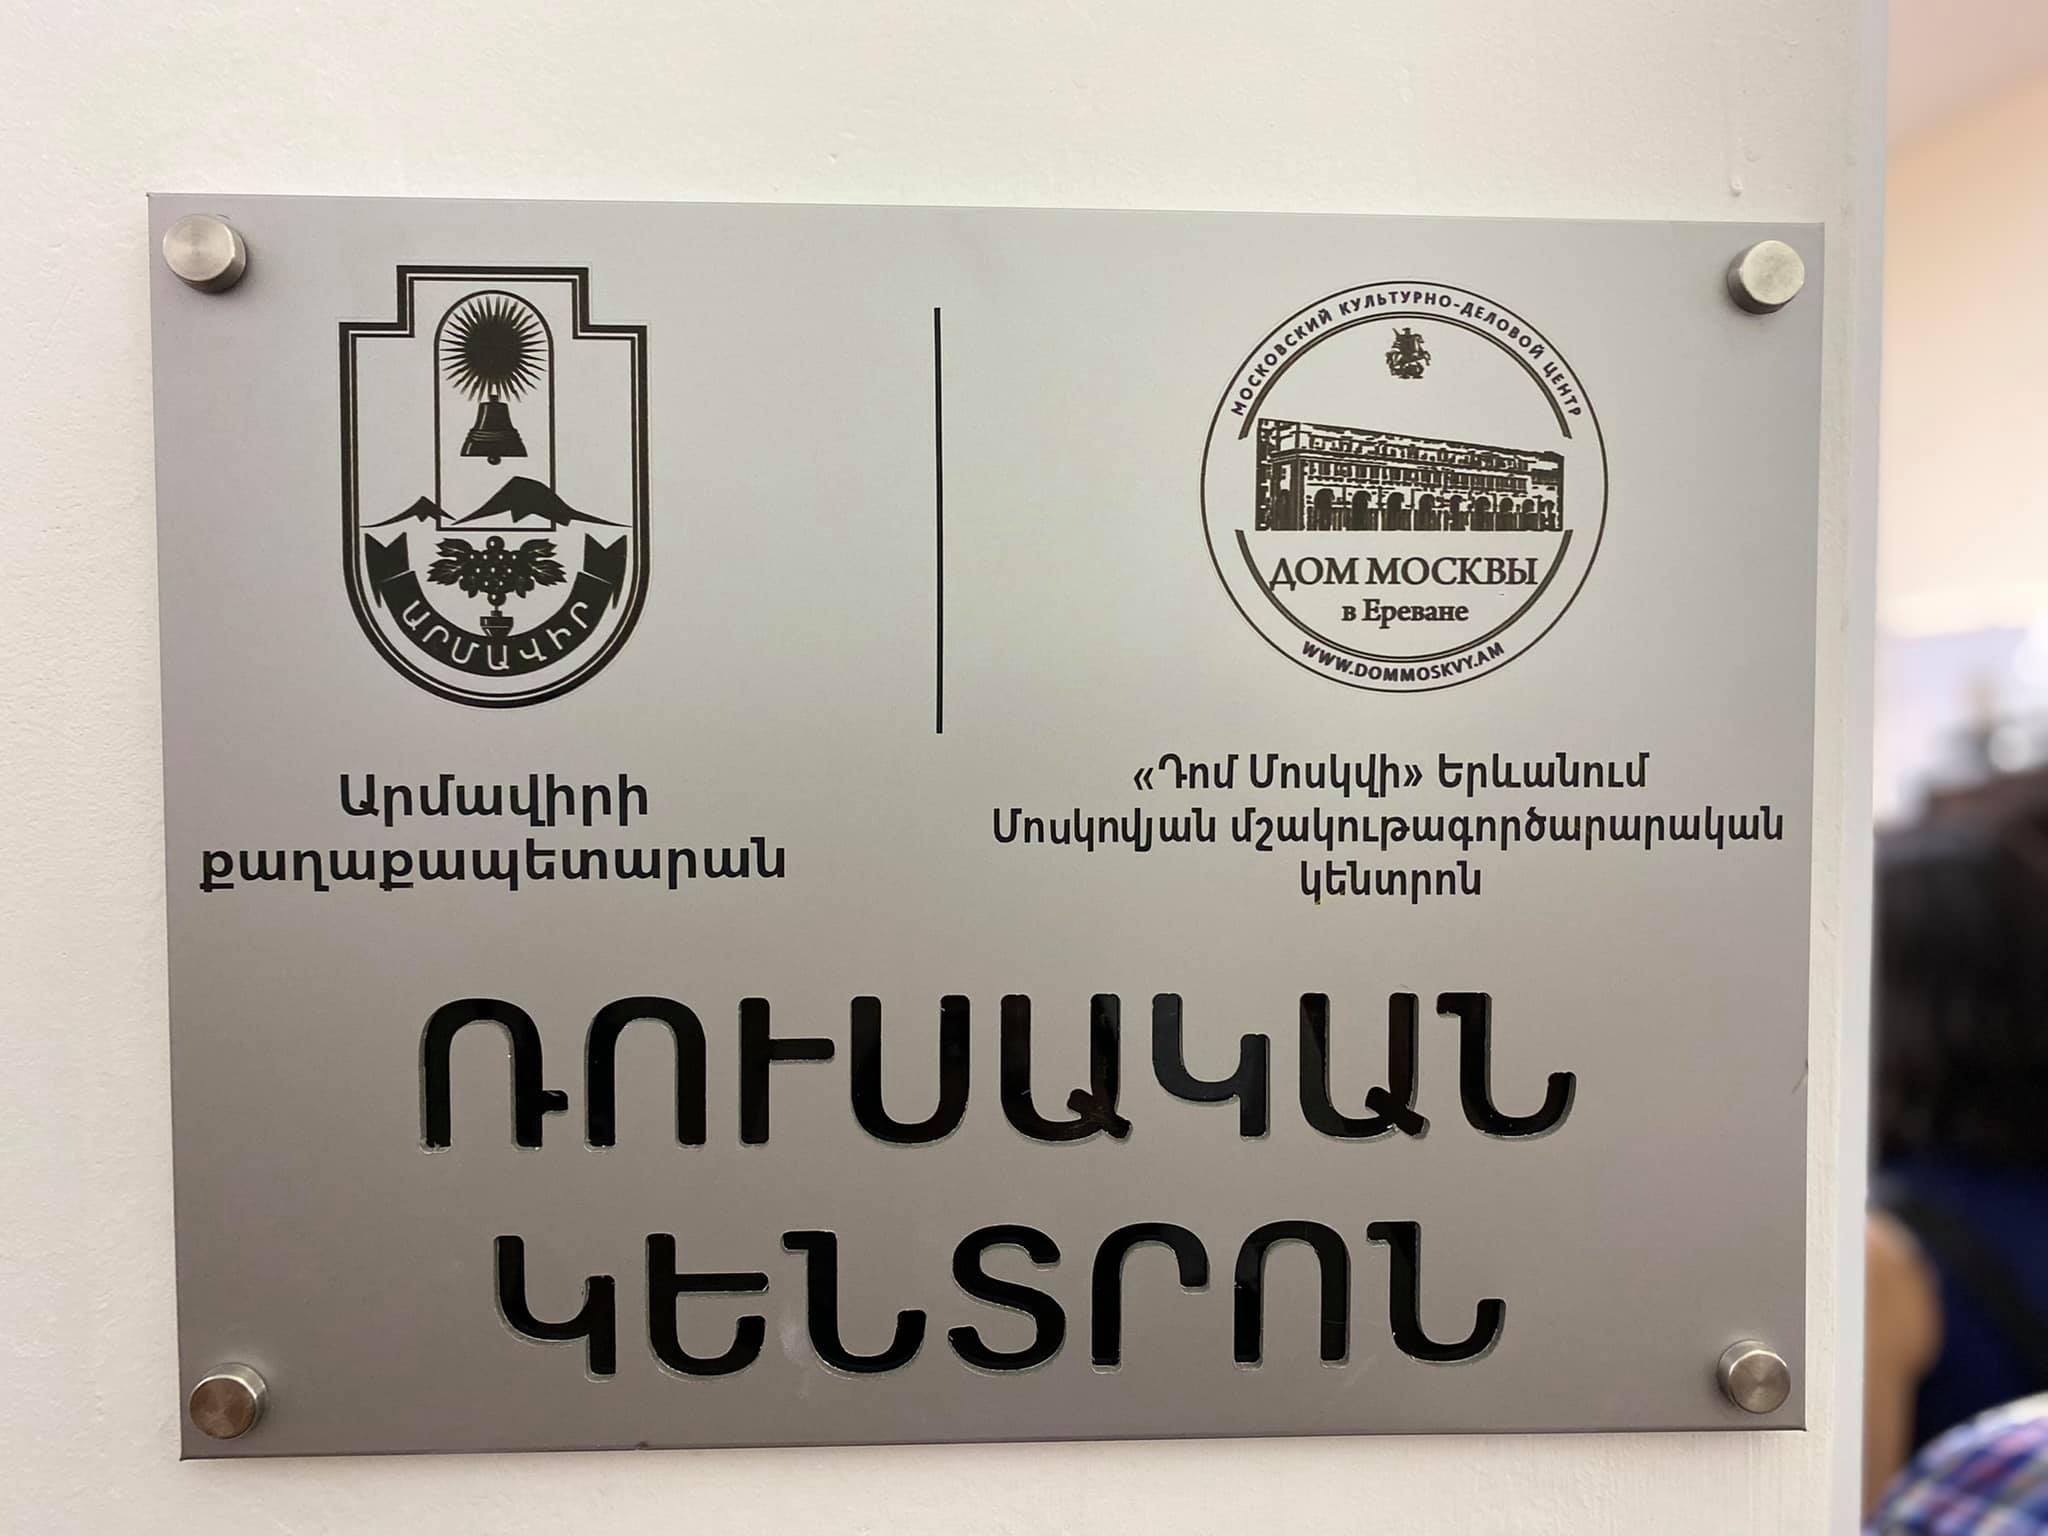 ԱՐՄԱՎԻՐ
Արմավիրի
քաղաքապետարան
МОСКОВСКИЙ КУЛЬТУРНО-ДЕЛОВОЙ ЦЕНТР
ДОМ МОСКВЫ
в Ереване
WWW.DOMMOSKVY.AM
«Դոմ Մոսկվի» Երևանում
Մոսկովյան մշակութագործարարական
կենտրոն
ՌՈՒՍԱԿԱՆ
ԿԵՆՏՐՈՆ